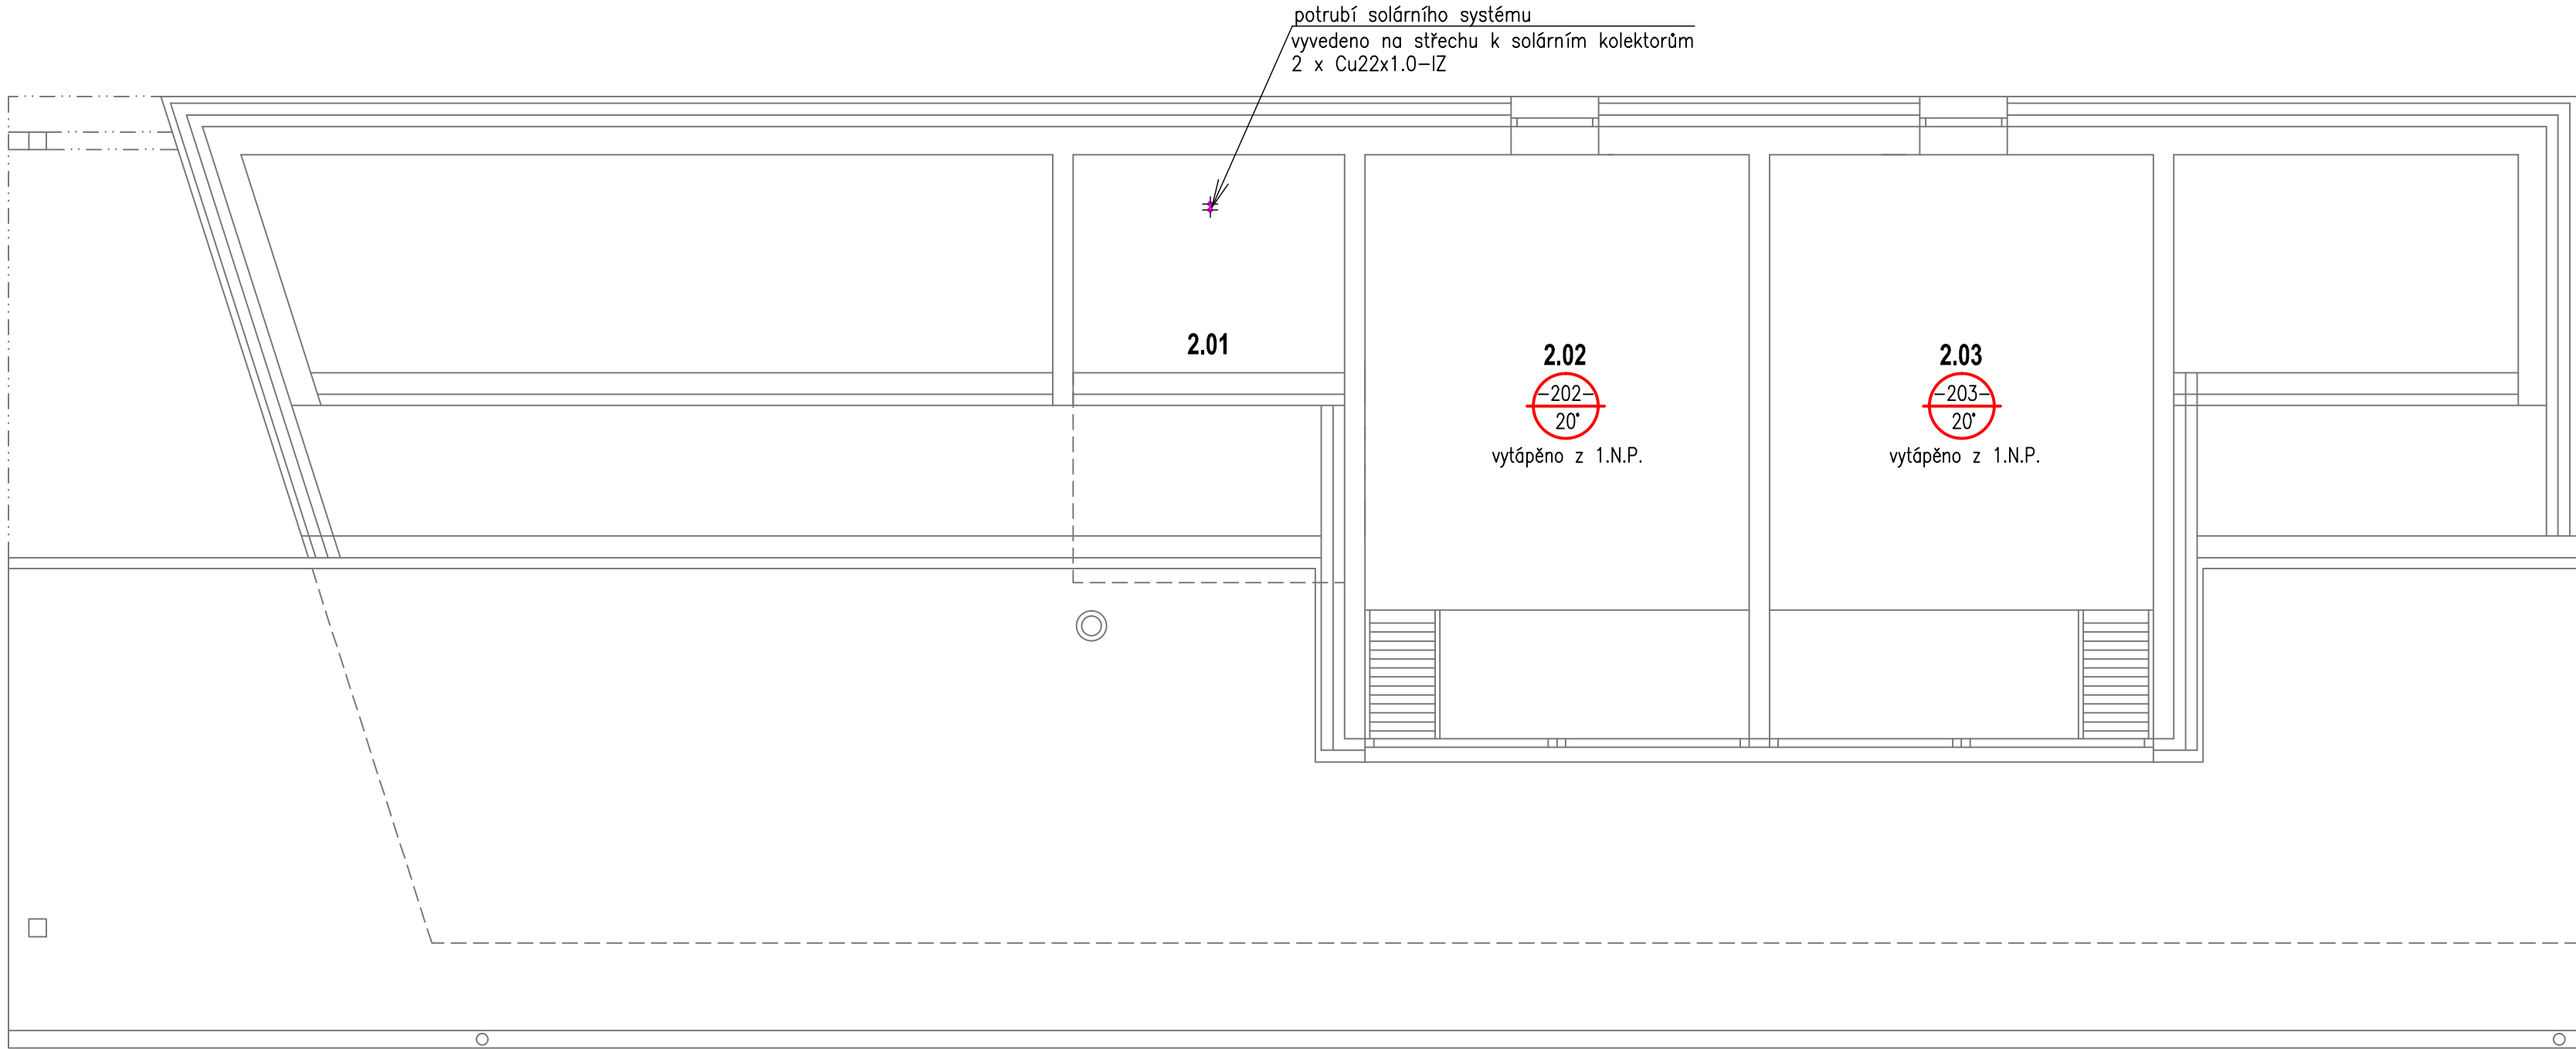 potrubí solárního systému
vyvedeno na střechu k solárním kolektorům
2 x Cu22x1.0-IZ
2.01
2.02
-202-
20°
vytápěno z 1.N.P.
2.03
-203-
20°
vytápěno z 1.N.P.